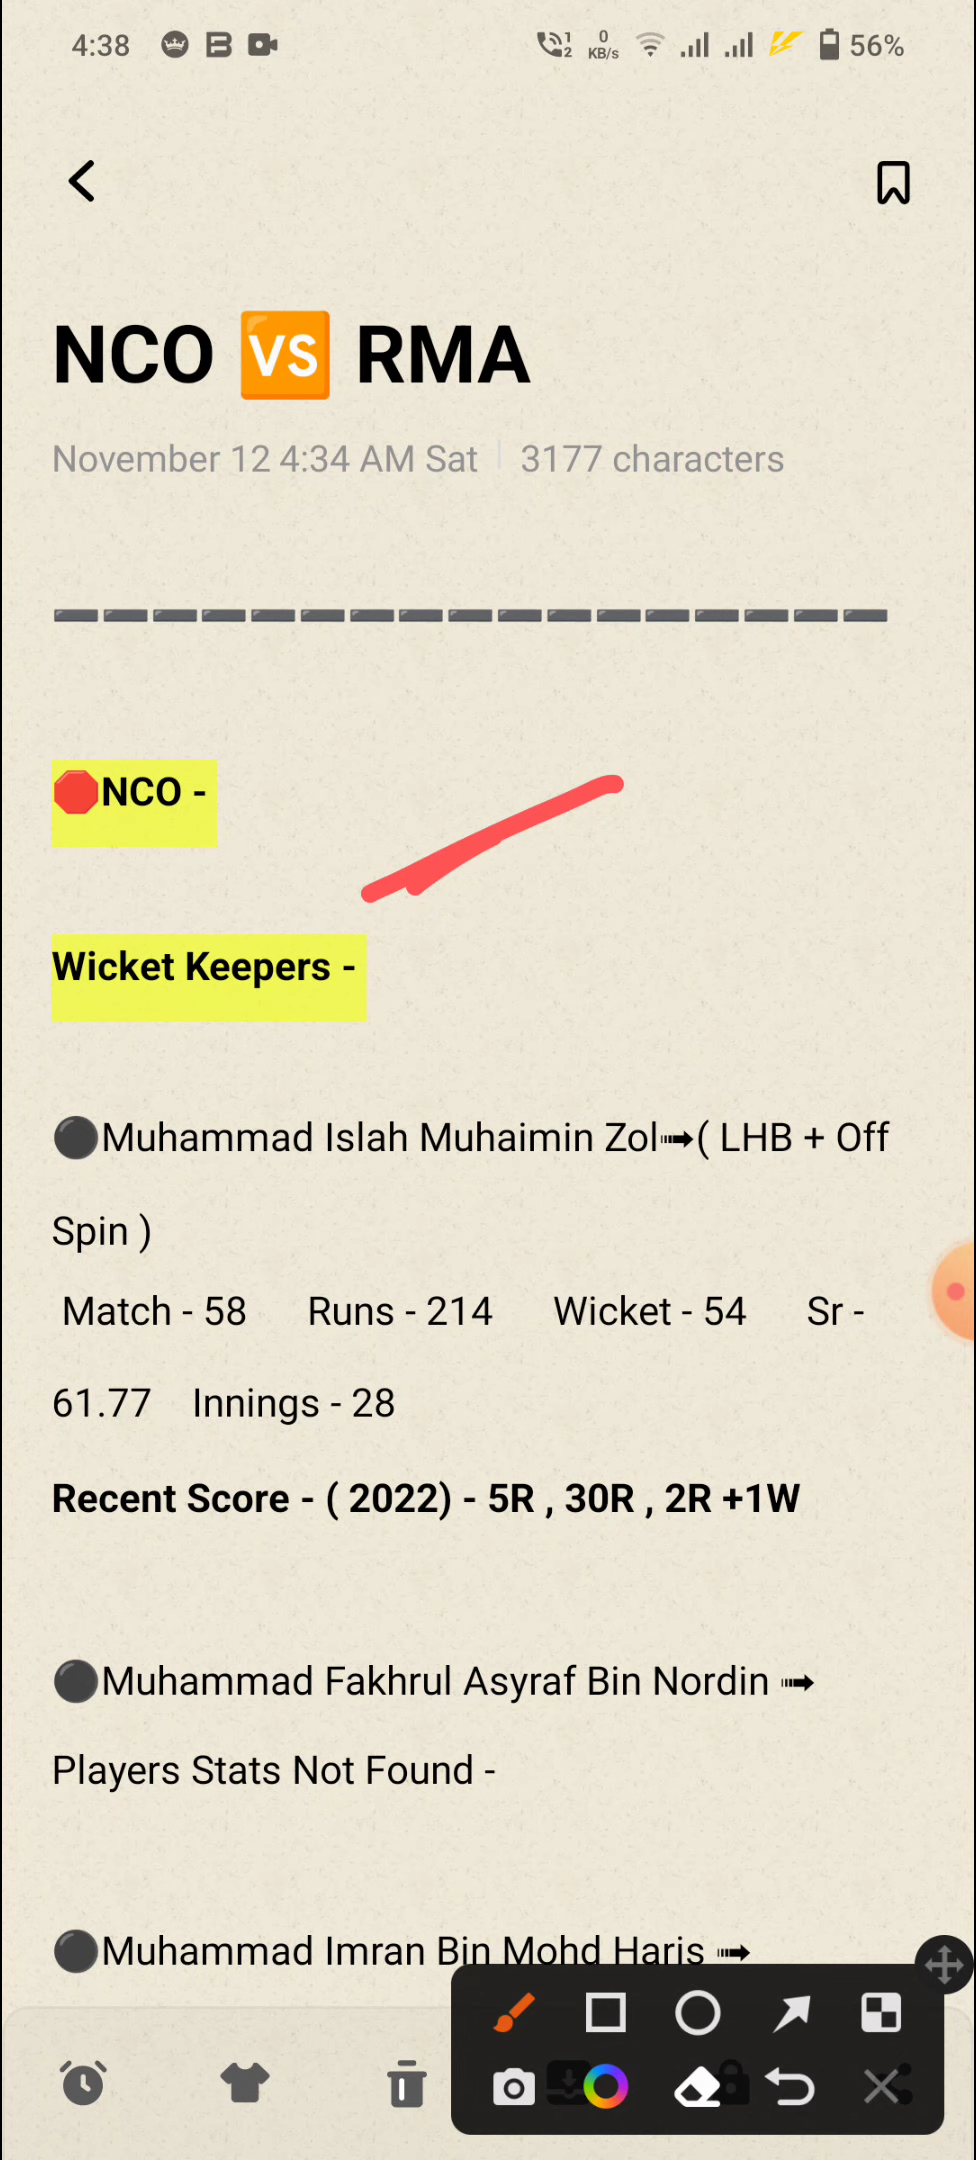 4:38
0 KB/s
56%
NCO 🆚 RMA
November 12 4:34 AM Sat | 3177 characters
➖➖➖➖➖➖➖➖➖➖➖➖➖➖➖➖➖
🛑NCO -
Wicket Keepers -
⚫Muhammad Islah Muhaimin Zol➟( LHB + Off
Spin )
Match - 58 Runs - 214 Wicket - 54 Sr -
61.77 Innings - 28
Recent Score - ( 2022) - 5R , 30R , 2R +1W
⚫Muhammad Fakhrul Asyraf Bin Nordin ➟
Players Stats Not Found -
⚫Muhammad Imran Bin Mohd Haris ➟